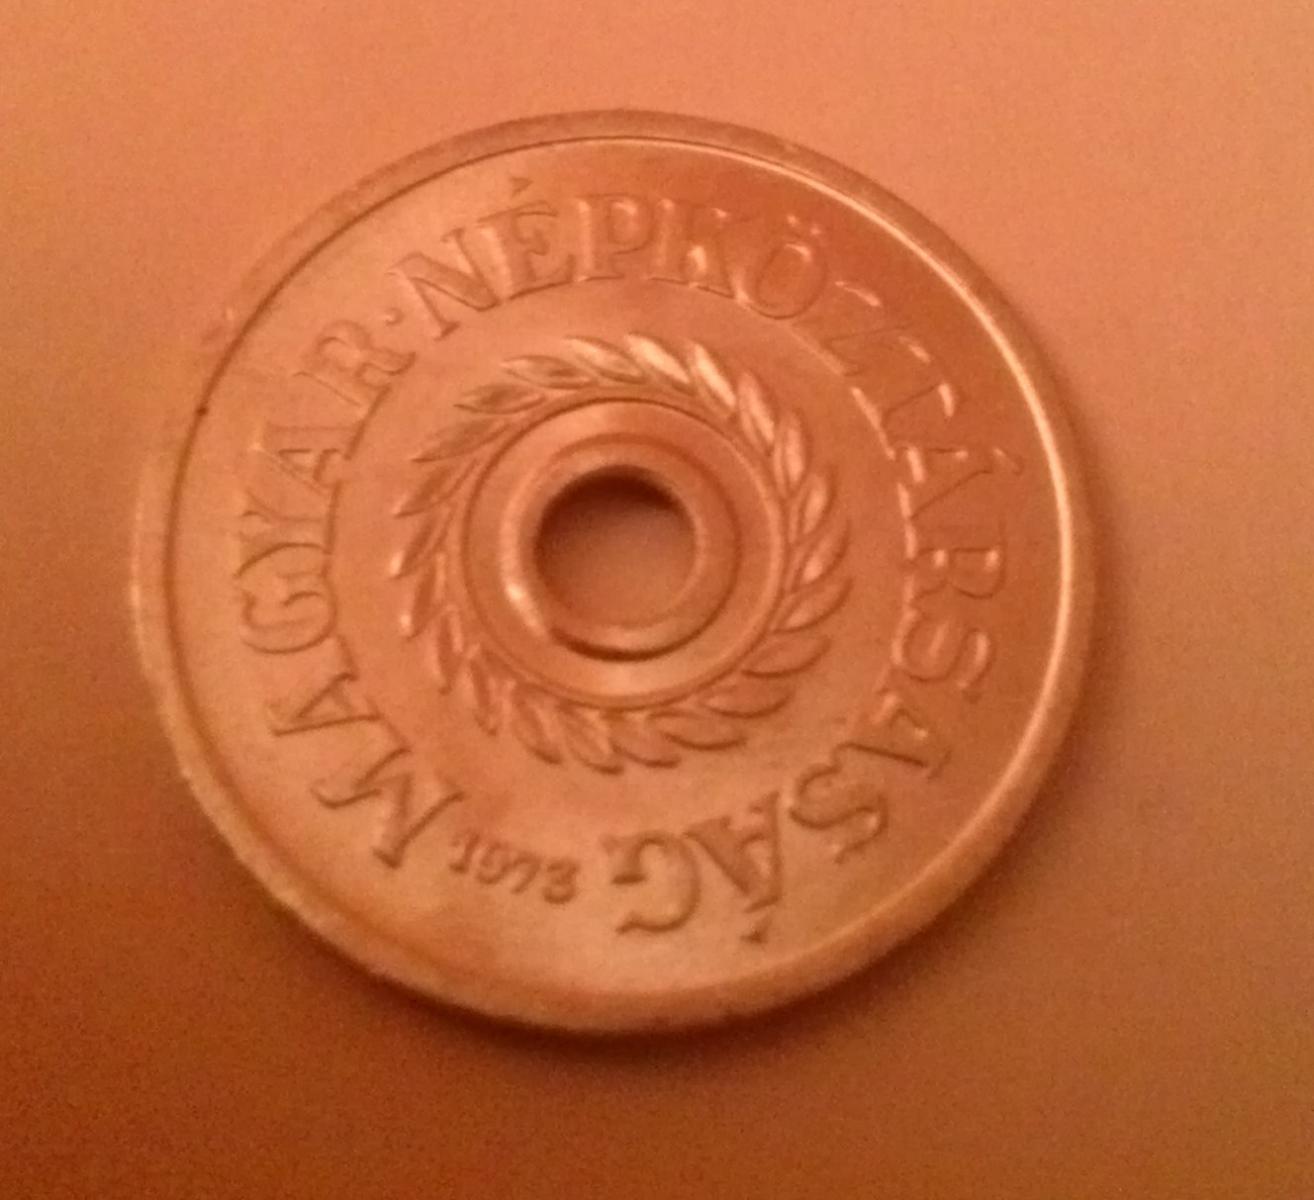 MAGYAR · NÉPKÖZTÁRSASÁG
1973